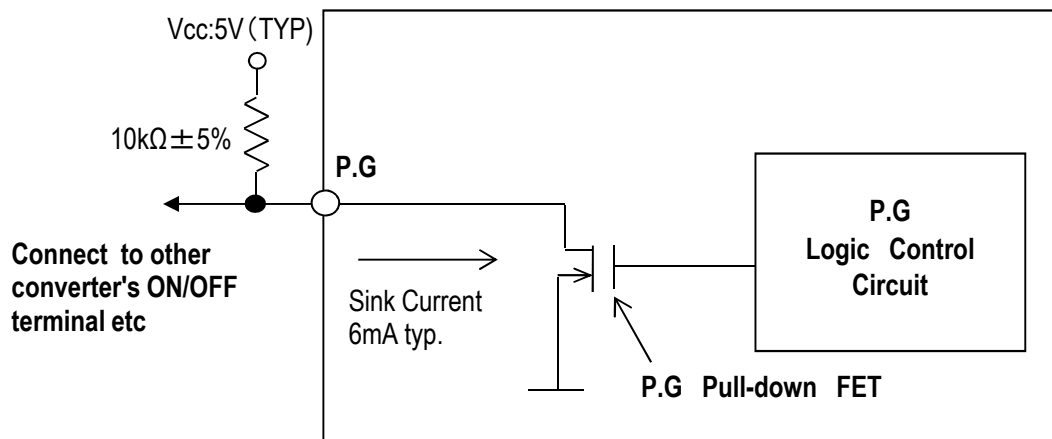 Vcc:5V(TYP)
10kΩ±5%
P.G
Connect to other
converter's ON/OFF
terminal etc
Sink Current
6mA typ.
P.G
Logic Control
Circuit
P.G Pull-down FET